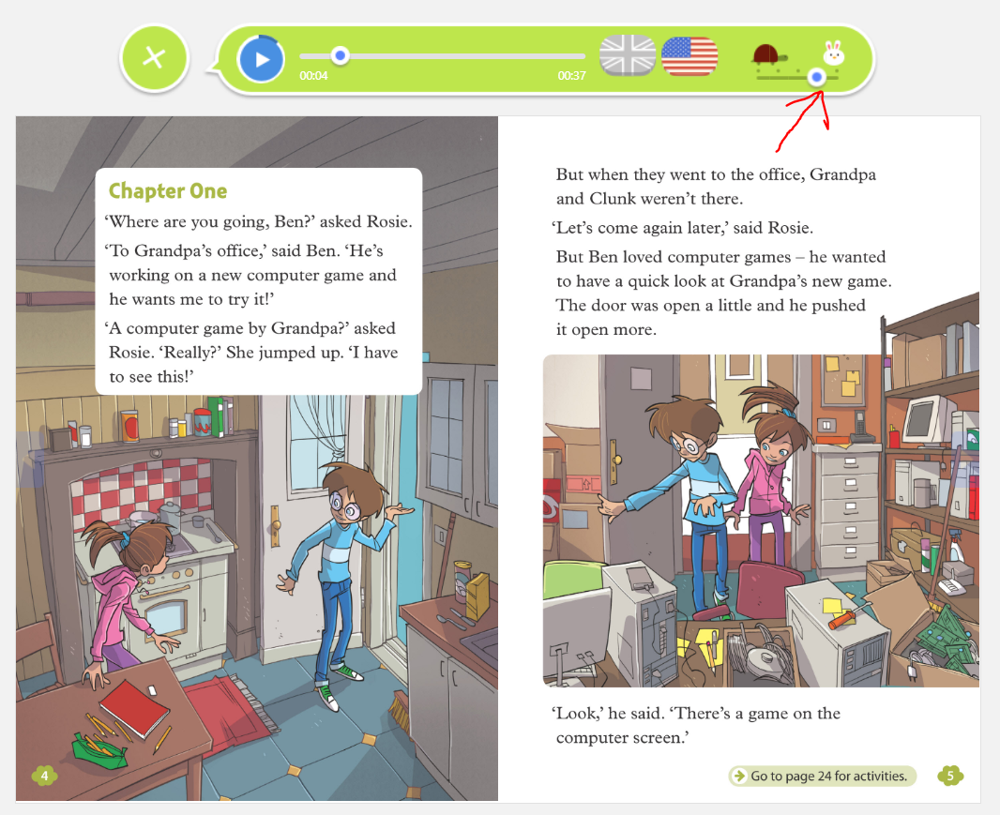 00:04
00:37
Chapter One
‘Where are you going, Ben?’ asked Rosie.
‘To Grandpa’s office,’ said Ben. ‘He’s
working on a new computer game and
he wants me to try it!’
‘A computer game by Grandpa?’ asked
Rosie. ‘Really?’ She jumped up. ‘I have
to see this!’
4
But when they went to the office, Grandpa
and Clunk weren’t there.
‘Let’s come again later,’ said Rosie.
But Ben loved computer games – he wanted
to have a quick look at Grandpa’s new game.
The door was open a little and he pushed
it open more.
‘Look,’ he said. ‘There’s a game on the
computer screen.’
Go to page 24 for activities.
5